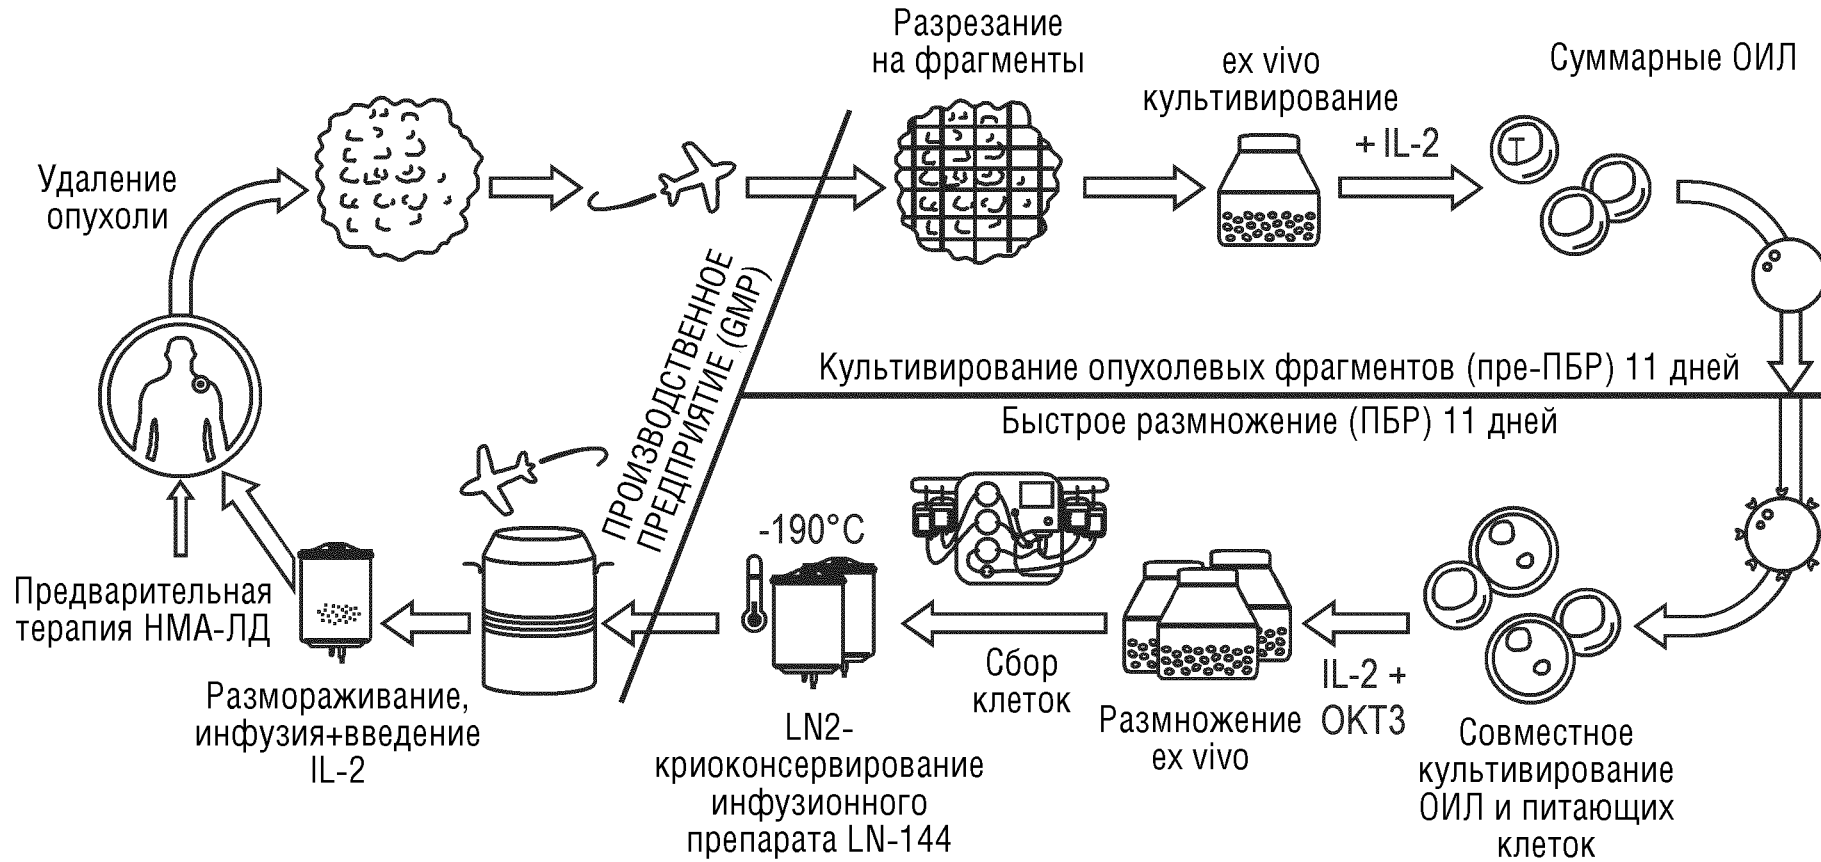 Удаление
опухоли
Разрезание
на фрагменты
ex vivo
культивирование
+ IL-2
Суммарные ОИЛ
T
ПРОИЗВОДСТВЕННОЕ
ПРЕДПРИЯТИЕ (GMP)
Культивирование опухолевых фрагментов (пре-ПБР) 11 дней
Быстрое размножение (ПБР) 11 дней
Совместное
культивирование
ОИЛ и питающих
клеток
IL-2 +
OKT3
Размножение
ex vivo
Сбор
клеток
-190°C
LN2-
криоконсервирование
инфузионного
препарата LN-144
Размораживание,
инфузия+введение
IL-2
Предварительная
терапия НМА-ЛД